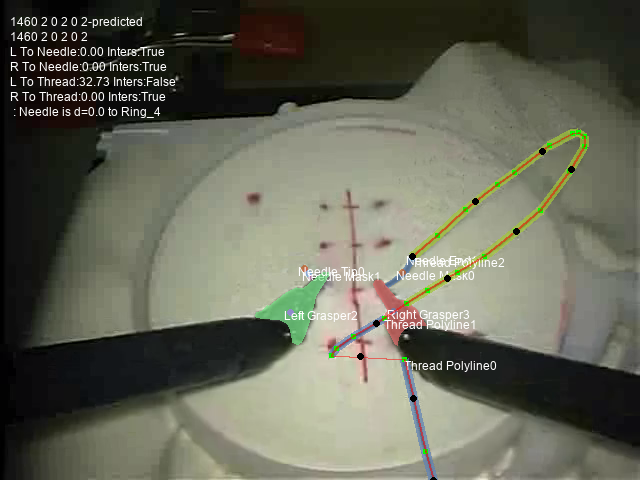 1460 2 0 2 0 2-predicted
1460 2 0 2 0 2
L To Needle:0.00 Inters:True
R To Needle:0.00 Inters:True
L To Thread:32.73 Inters:False
R To Thread:0.00 Inters:True
: Needle is d=0.0 to Ring_4
Thread Polyline2
Needle Tip0
Needle Mask1
Needle Mask0
Left Grasper2
Right Grasper3
Thread Polyline1
Thread Polyline0